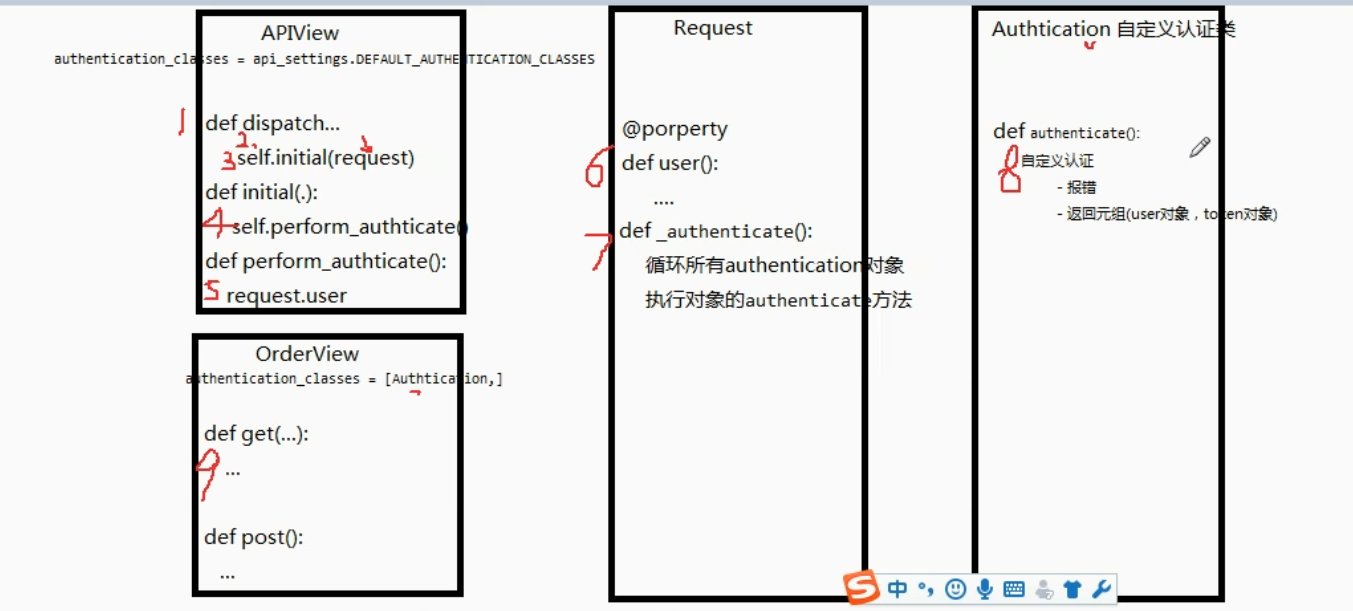 APIView
authentication_classes = api_settings.DEFAULT_AUTHENTICATION_CLASSES
1
def dispatch...
2.
3 self.initial(request)
def initial(.):
4 self.perform_authticate()
def perform_authticate():
5 request.user
OrderView
authentication_classes = [Authtication,]
def get(...):
9 ...
def post():
...
Request
@porperty
6 def user():
....
7 def _authenticate():
循环所有authentication对象
执行对象的authenticate方法
Authtication 自定义认证类
def authenticate():
8 自定义认证
- 报错
- 返回元组(user对象，token对象)
S 中